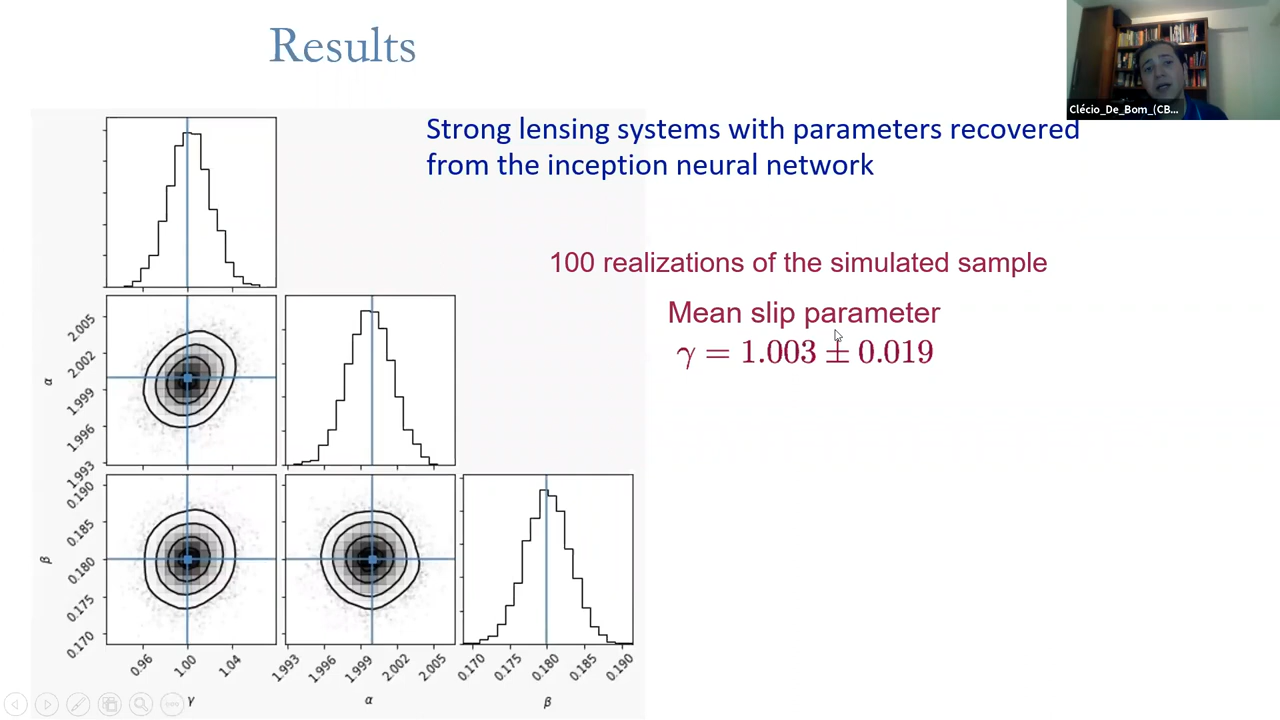 Results
Clécio_De_Bom_(CB...
Strong lensing systems with parameters recovered
from the inception neural network
100 realizations of the simulated sample
Mean slip parameter
γ = 1.003 ± 0.019
α
2.005
2.002
1.999
1.996
1.993
β
0.190
0.185
0.180
0.175
0.170
0.96
1.00
1.04
γ
1.993
1.996
1.999
2.002
2.005
α
0.170
0.175
0.180
0.185
0.190
β